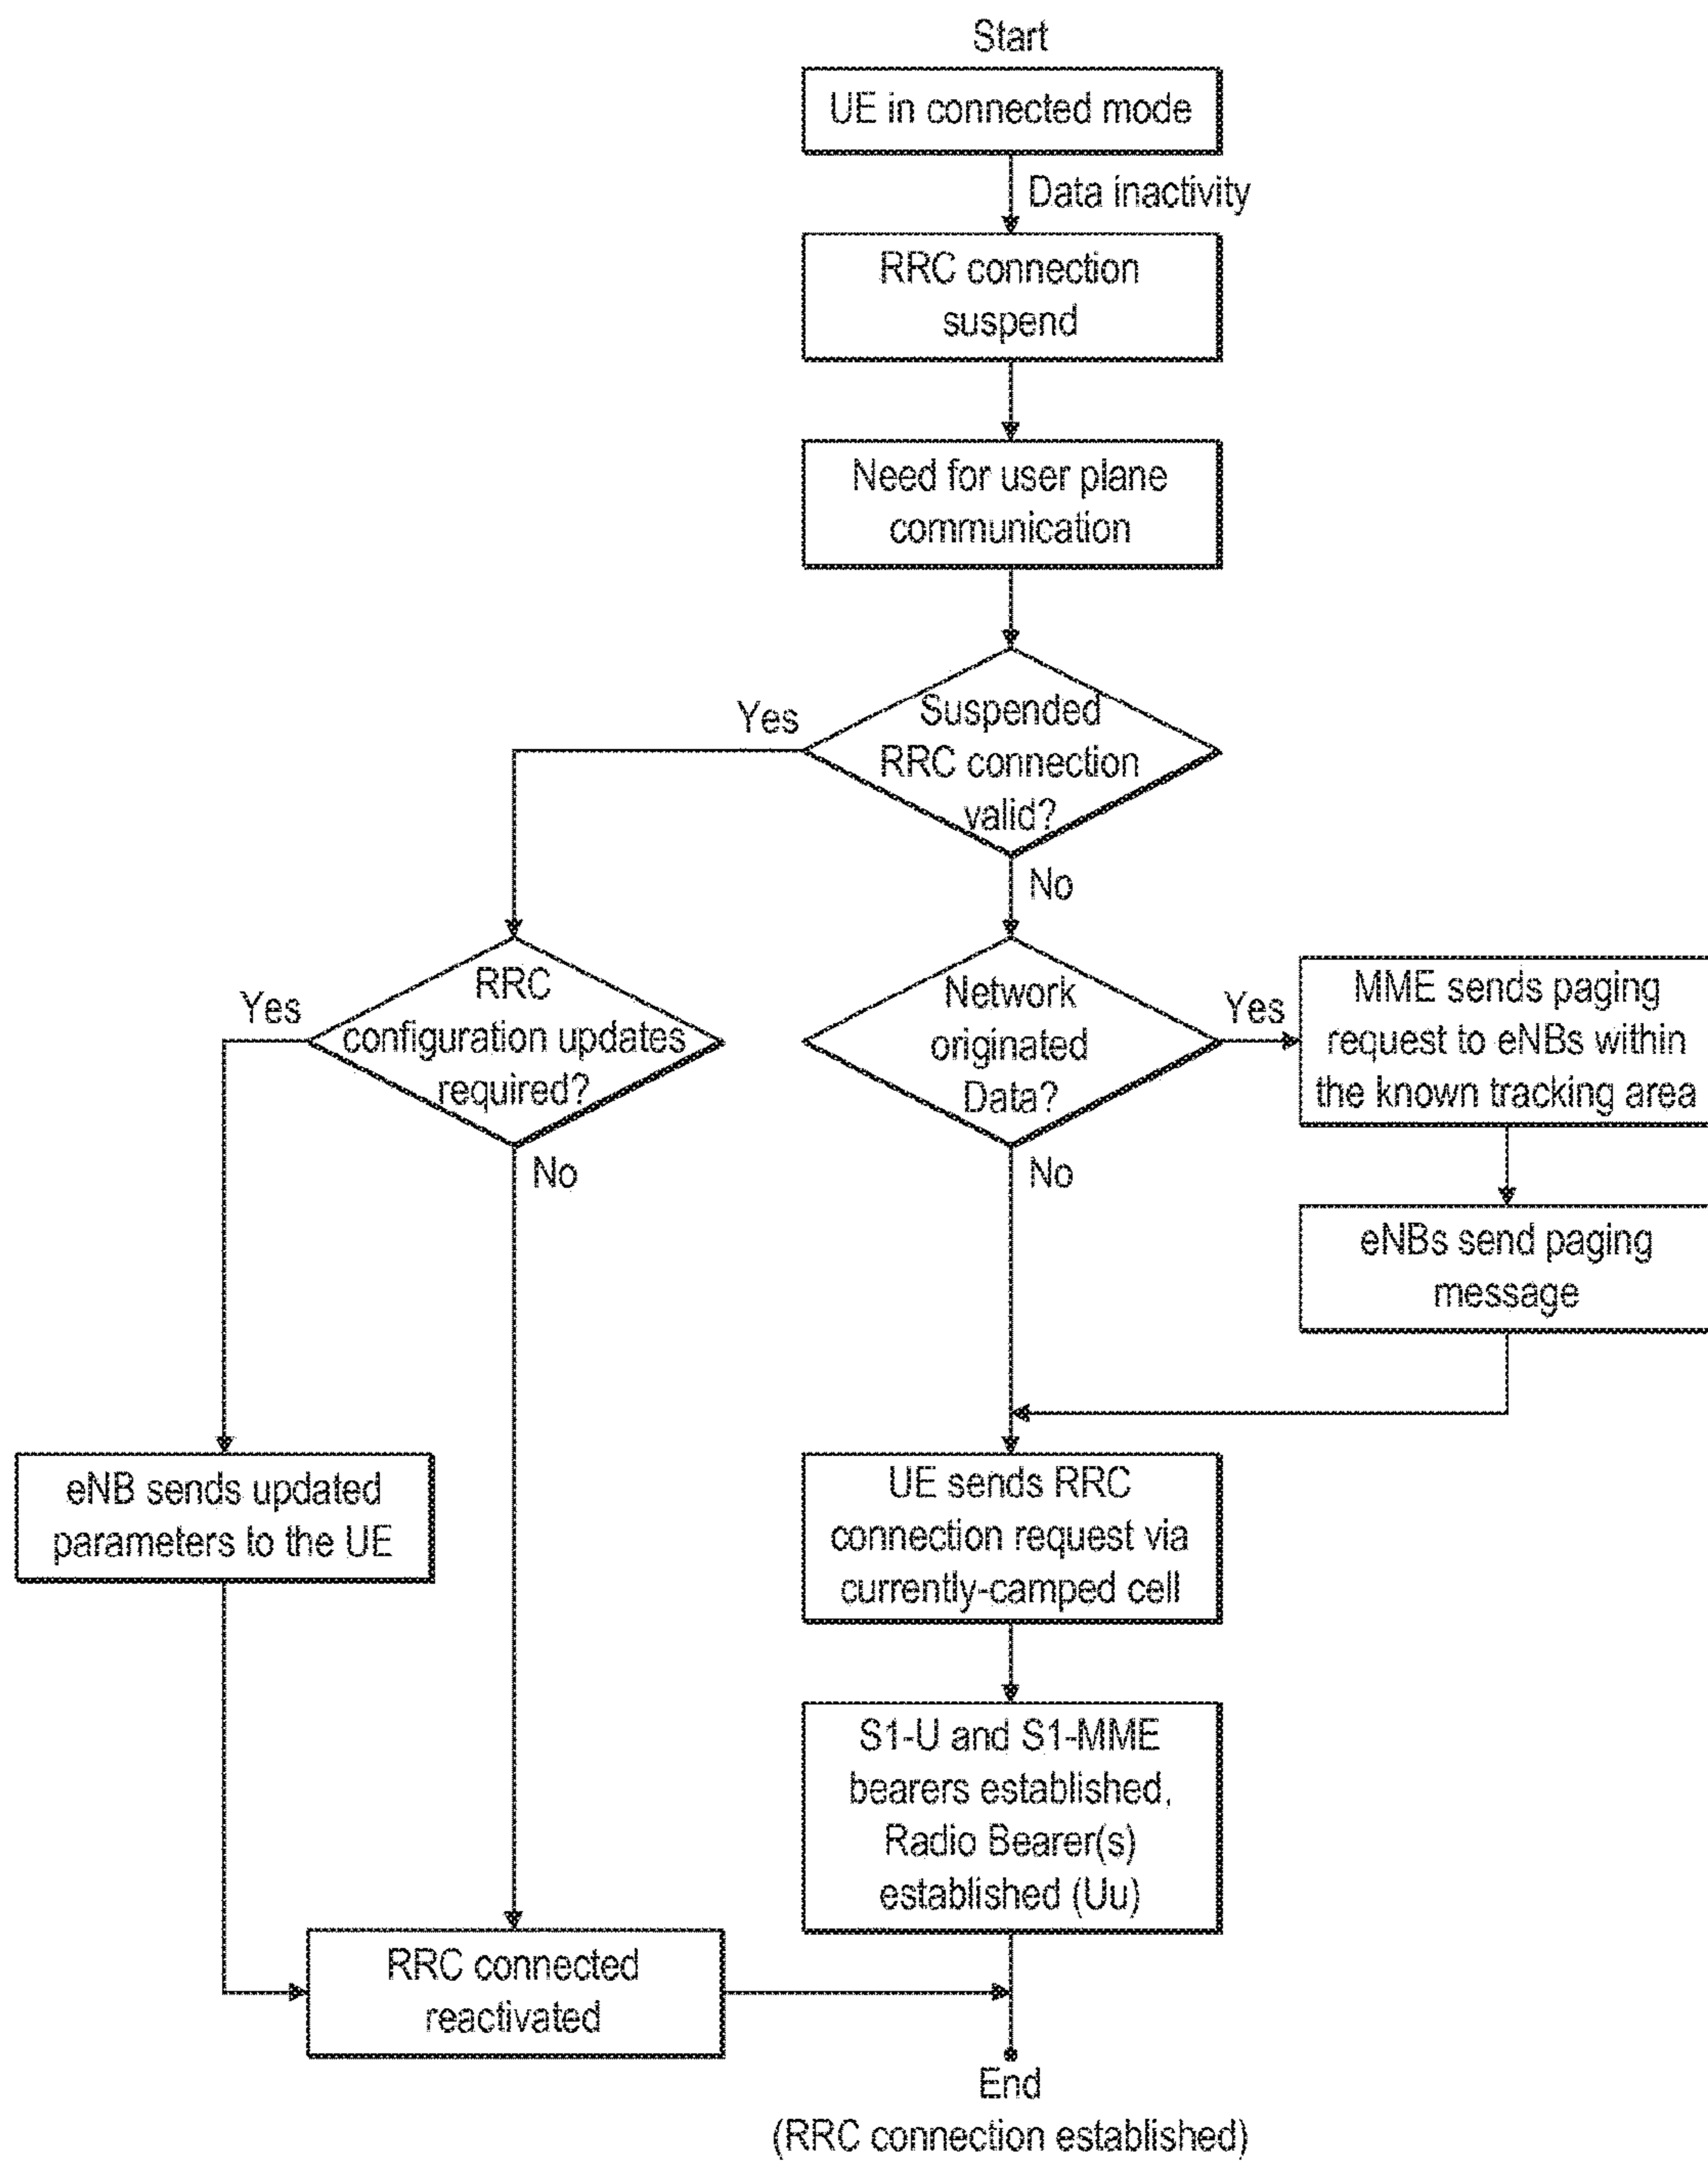 Start
UE in connected mode
Data inactivity
RRC connection
suspend
Need for user plane
communication
Suspended
RRC connection
valid?
Yes
No
RRC
configuration updates
required?
Yes
No
Network
originated
Data?
Yes
No
MME sends paging
request to eNBs within
the known tracking area
eNBs send paging
message
eNB sends updated
parameters to the UE
UE sends RRC
connection request via
currently-camped cell
S1-U and S1-MME
bearers established,
Radio Bearer(s)
established (Uu)
RRC connected
reactivated
End
(RRC connection established)